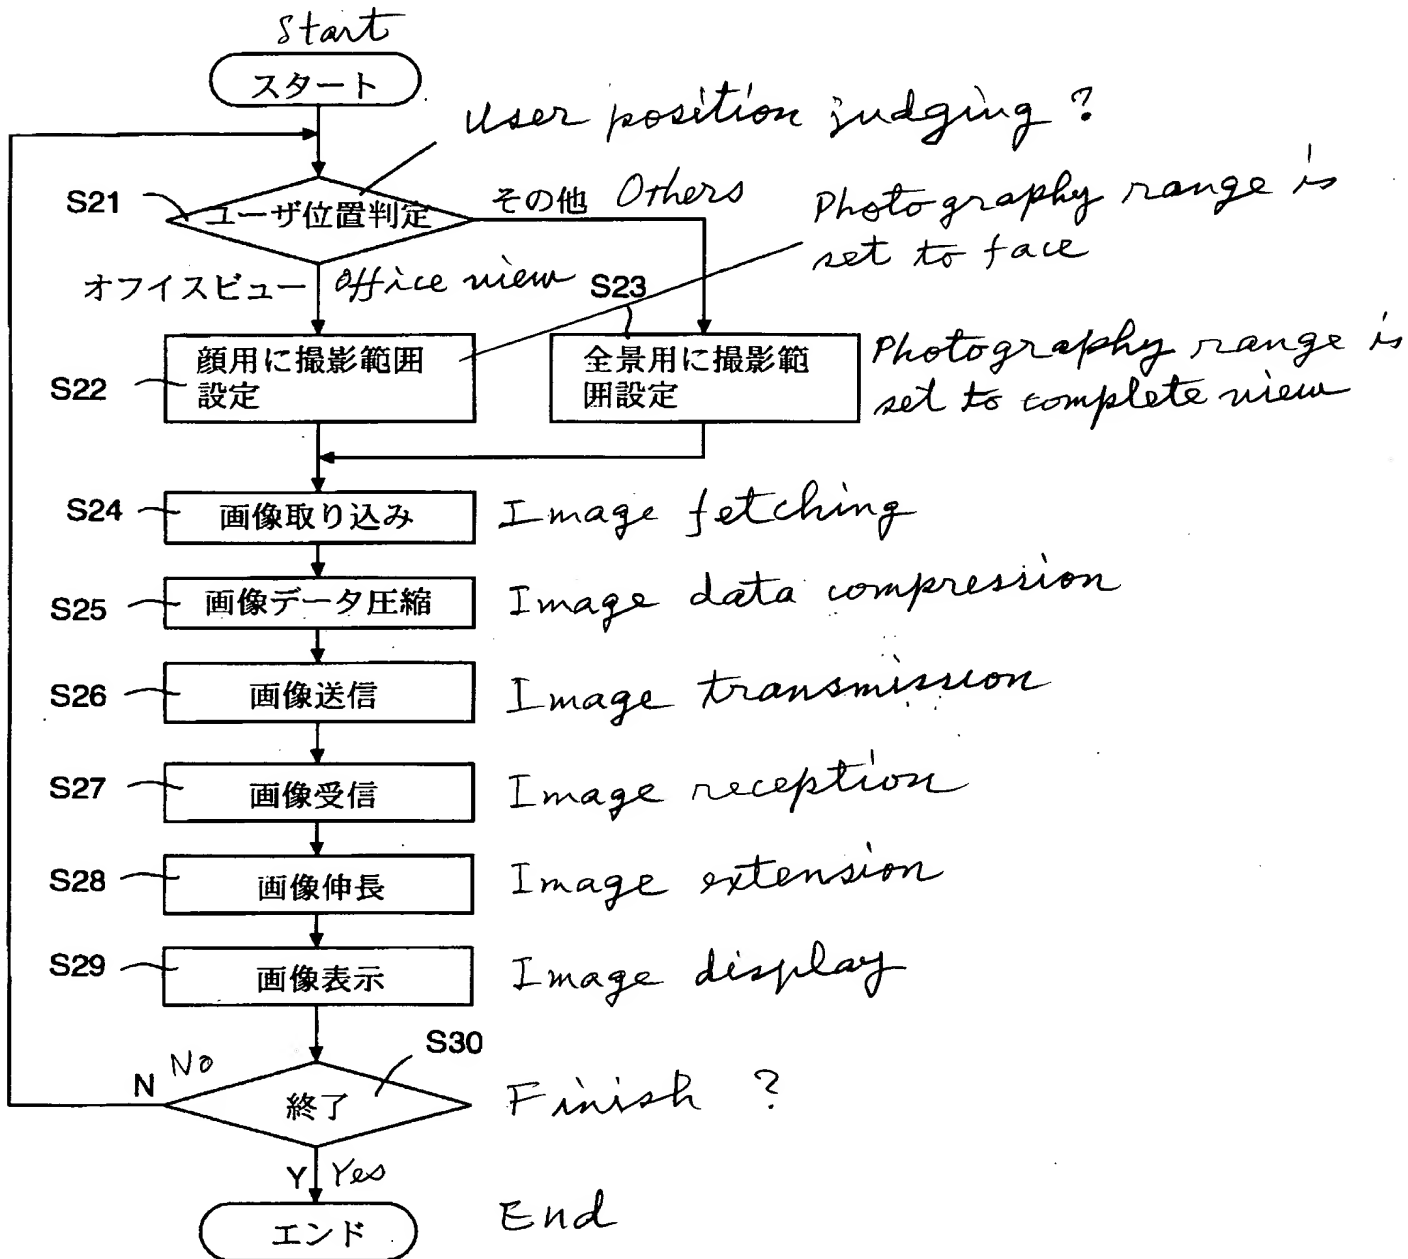 Start
スタート
User position judging ?
S21
ユーザ位置判定
その他 Others
Photography range is
set to face
オフイスビュー Office view
S23
S22
顔用に撮影範囲
設定
全景用に撮影範
囲設定
Photography range is
set to complete view
S24 画像取り込み Image fetching
S25 画像データ圧縮 Image data compression
S26 画像送信 Image transmission
S27 画像受信 Image reception
S28 画像伸長 Image extension
S29 画像表示 Image display
S30
N No
終了 Finish ?
Y Yes
エンド End